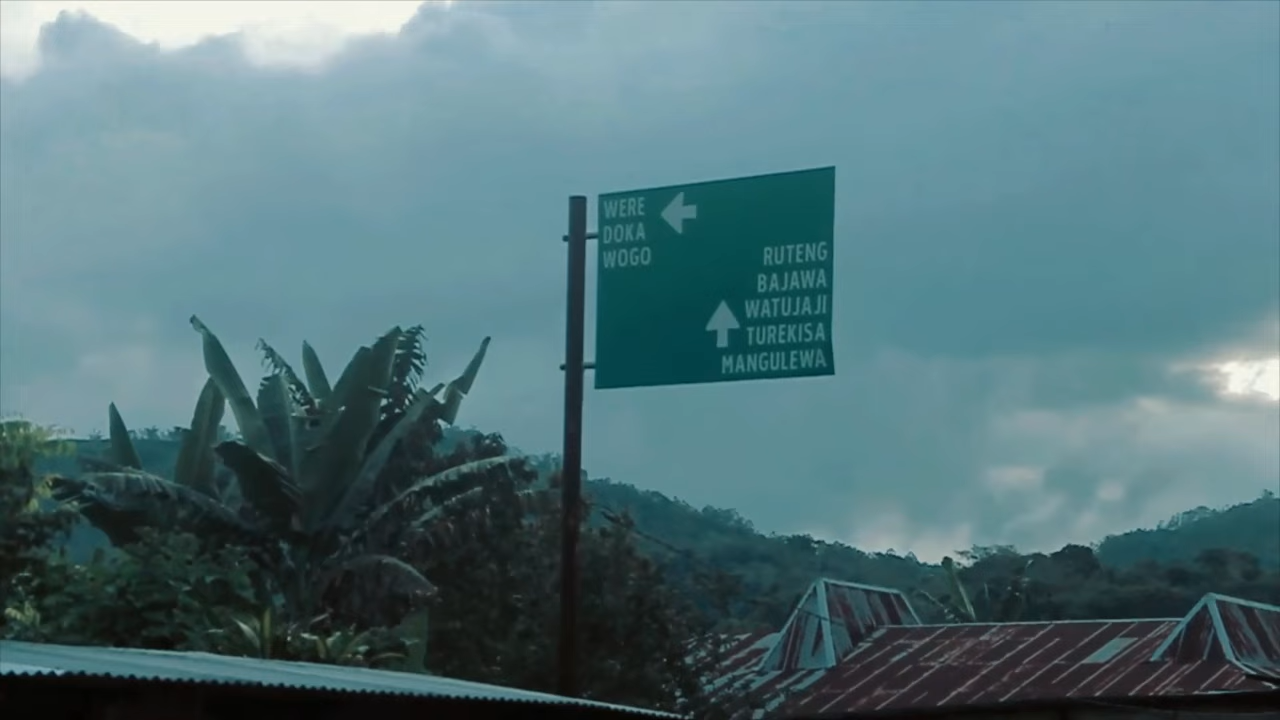 WERE
DOKA
WOGO
RUTENG
BAJAWA
WATUJAJI
TUREKISA
MANGULEWA